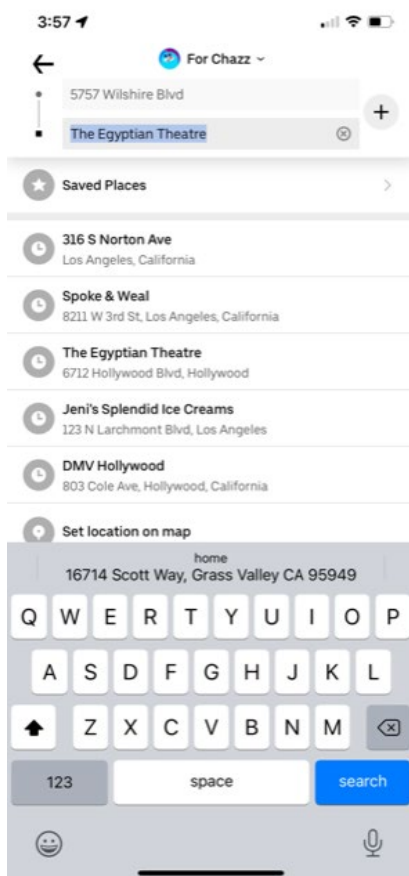 3:57
For Chazz
5757 Wilshire Blvd
The Egyptian Theatre
Saved Places
316 S Norton Ave
Los Angeles, California
Spoke & Weal
8211 W 3rd St, Los Angeles, California
The Egyptian Theatre
6712 Hollywood Blvd, Hollywood
Jeni's Splendid Ice Creams
123 N Larchmont Blvd, Los Angeles
DMV Hollywood
803 Cole Ave, Hollywood, California
Set location on map
home
16714 Scott Way, Grass Valley CA 95949
Q W E R T Y U I O P
A S D F G H J K L
Z X C V B N M
123 space search